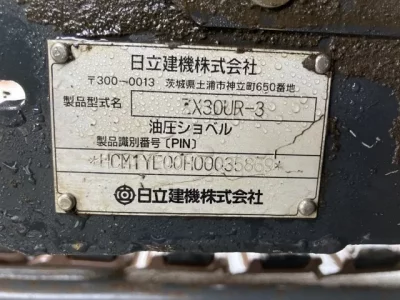 日立建機株式会社
〒300-0013 茨城県土浦市神立町650番地
製品型式名 ZX30UR-3
油圧ショベル
製品識別番号〔PIN〕
日立建機株式会社